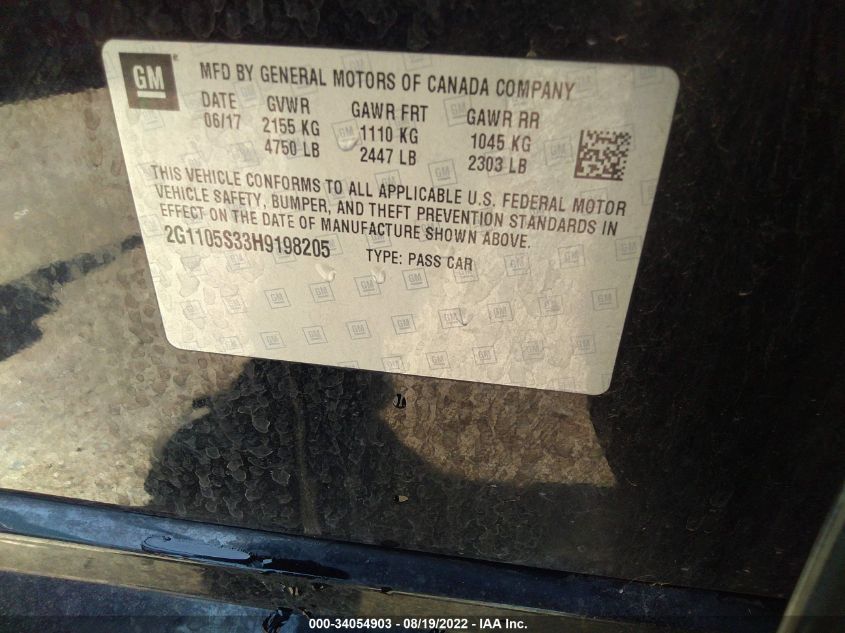 GM
MFD BY GENERAL MOTORS OF CANADA COMPANY
DATE GVWR GAWR FRT GAWR RR
06/17 2155 KG 1110 KG 1045 KG
4750 LB 2447 LB 2303 LB
THIS VEHICLE CONFORMS TO ALL APPLICABLE U.S. FEDERAL MOTOR
VEHICLE SAFETY, BUMPER, AND THEFT PREVENTION STANDARDS IN
EFFECT ON THE DATE OF MANUFACTURE SHOWN ABOVE.
2G1105S33H9198205 TYPE: PASS CAR
000-34054903 - 08/19/2022 - IAA Inc.